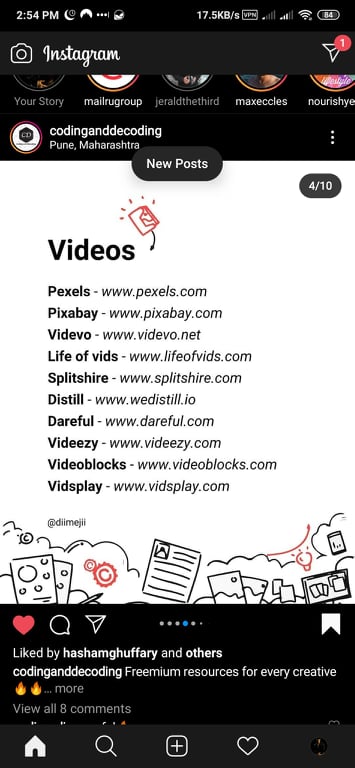 2:54 PM
17.5KB/s VPN 84
Instagram
1
Your Story mailrugroup jeraldthethird maxeccles nourishye
codinganddecoding
Pune, Maharashtra
New Posts
4/10
Videos
Pexels - www.pexels.com
Pixabay - www.pixabay.com
Videvo - www.videvo.net
Life of vids - www.lifeofvids.com
Splitshire - www.splitshire.com
Distill - www.wedistill.io
Dareful - www.dareful.com
Videezy - www.videezy.com
Videoblocks - www.videoblocks.com
Vidsplay - www.vidsplay.com
@diimejii
Liked by hashamghuffary and others
codinganddecoding Freemium resources for every creative
🔥🔥... more
View all 8 comments